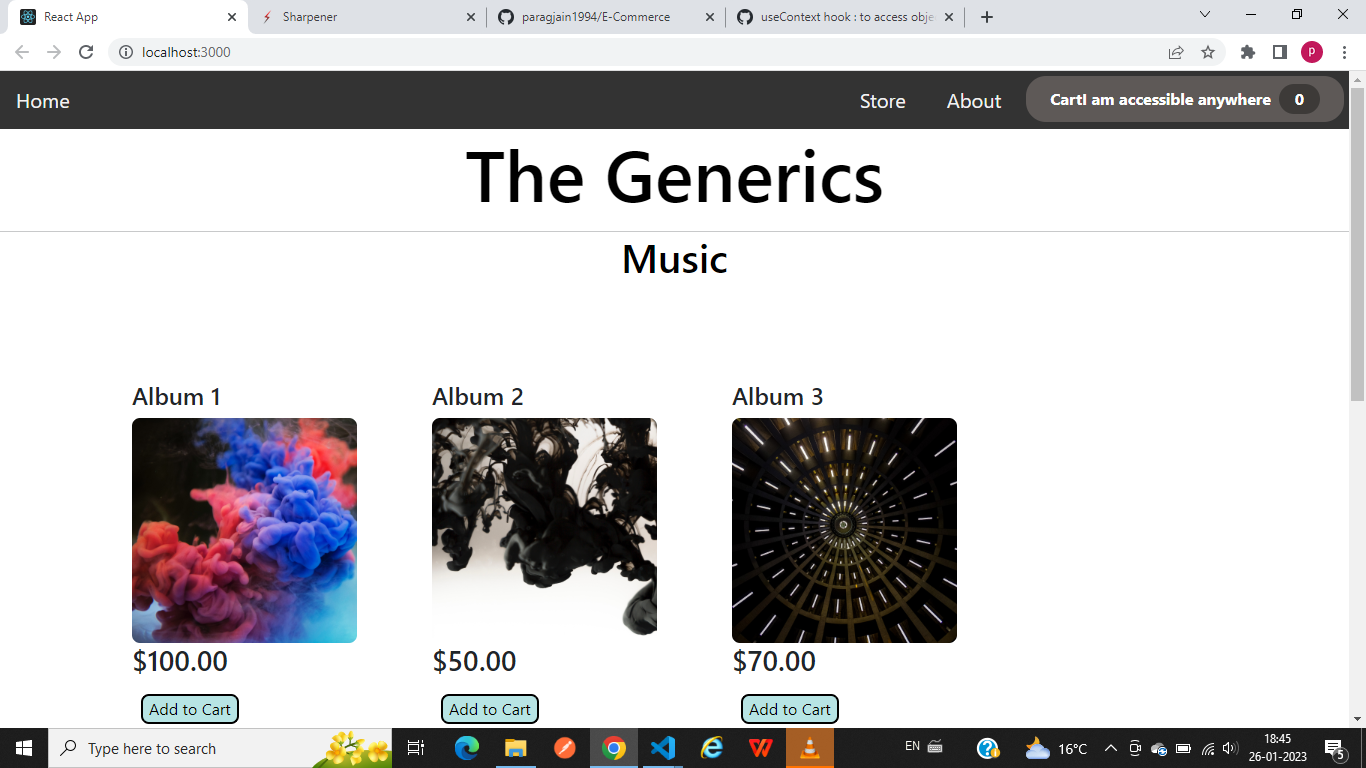 React App
Sharpener
paragjain1994/E-Commerce
useContext hook : to access obje
localhost:3000
P
Home
Store
About
CartI am accessible anywhere
0
The Generics
Music
Album 1
Album 2
Album 3
$100.00
$50.00
$70.00
Add to Cart
Add to Cart
Add to Cart
Type here to search
EN
16°C
18:45
26-01-2023
5